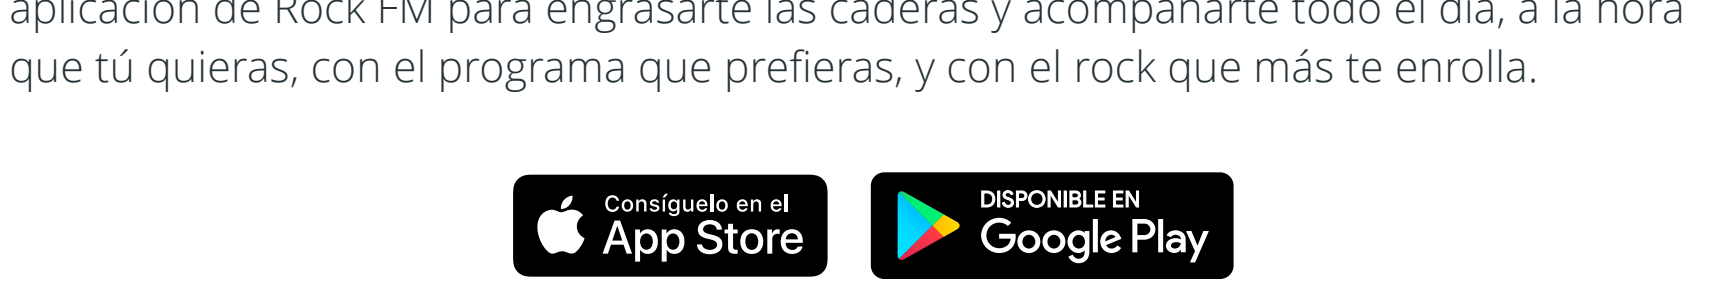 aplicación de Rock FM para engrasarte las caderas y acompañarte todo el día, a la hora
que tú quieras, con el programa que prefieras, y con el rock que más te enrolla.
Consíguelo en el
App Store
DISPONIBLE EN
Google Play